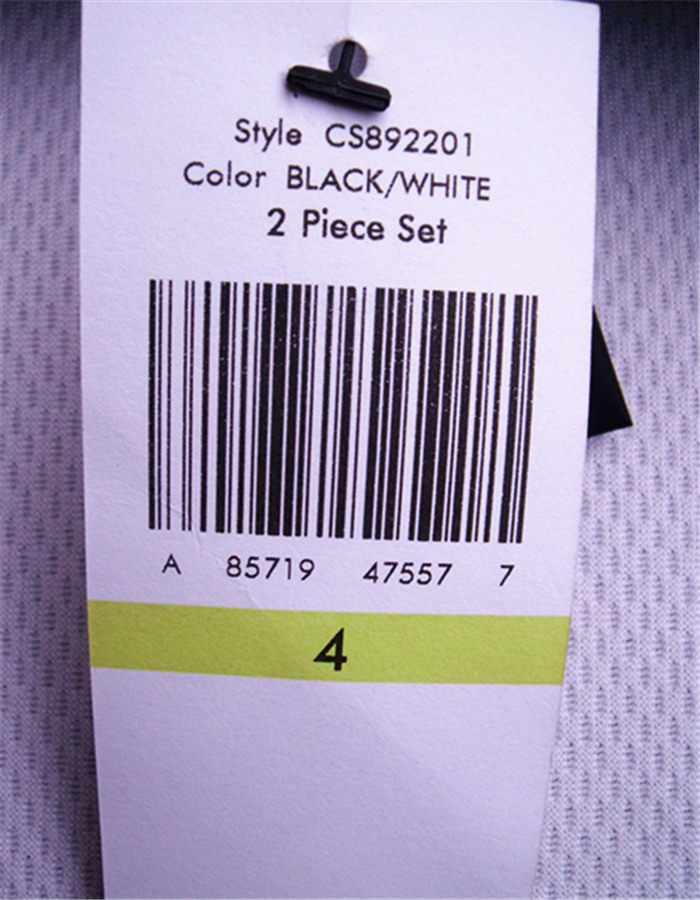 Style CS892201
Color BLACK/WHITE
2 Piece Set
A 85719 47557 7
4